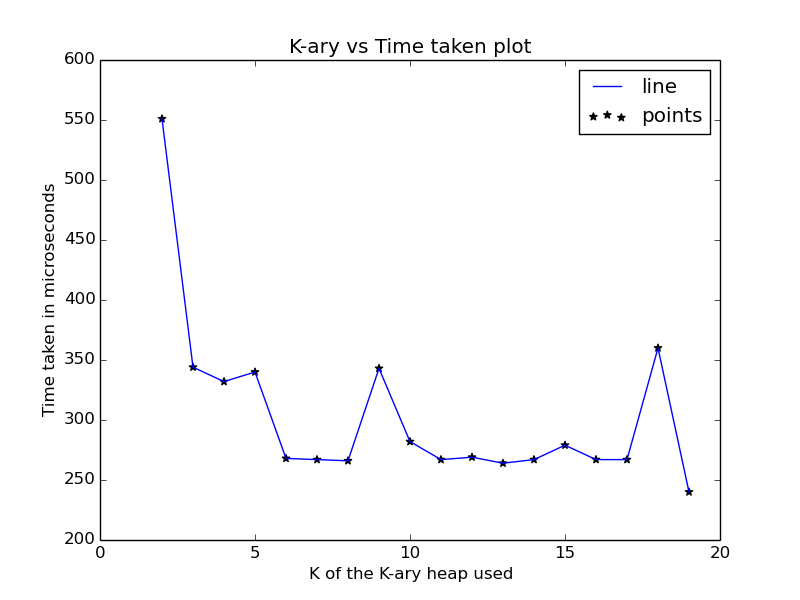 K-ary vs Time taken plot
line
points
600
550
500
450
400
350
300
250
200
Time taken in microseconds
0
5
10
15
20
K of the K-ary heap used